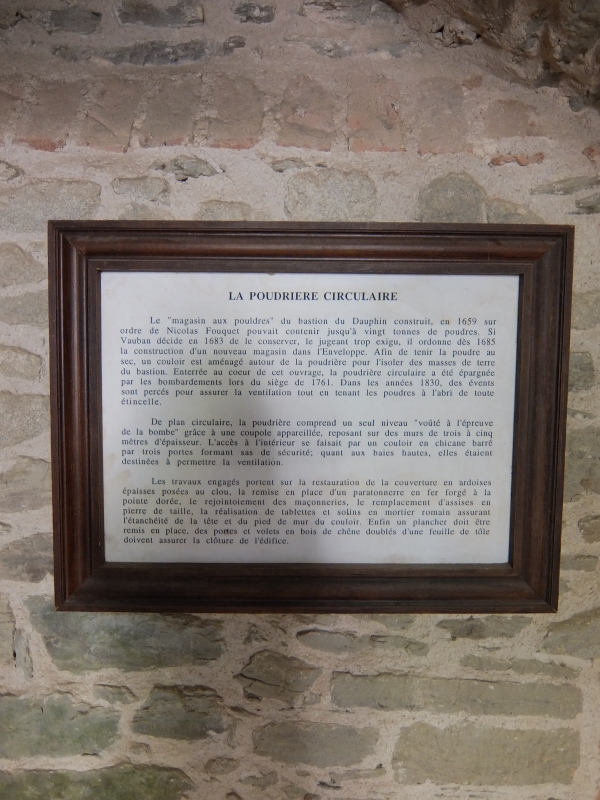 LA POUDRIERE CIRCULAIRE
Le "magasin aux pouldres" du bastion du Dauphin construit, en 1659 sur
ordre de Nicolas Fouquet pouvait contenir jusqu'à vingt tonnes de poudres. Si
Vauban décide en 1683 de le conserver, le jugeant trop exigu, il ordonne dès 1685
la construction d'un nouveau magasin dans l'Enveloppe. Afin de tenir la poudre au
sec, un couloir est aménagé autour de la poudrière pour l'isoler des masses de terre
du bastion. Enterrée au coeur de cet ouvrage, la poudrière circulaire a été épargnée
par les bombardements lors du siège de 1761. Dans les années 1830, des évents
sont percés pour assurer la ventilation tout en tenant les poudres à l'abri de toute
étincelle.
De plan circulaire, la poudrière comprend un seul niveau "voûté à l'épreuve
de la bombe" grâce à une coupole appareillée, reposant sur des murs de trois à cinq
mètres d'épaisseur. L'accès à l'intérieur se faisait par un couloir en chicane barré
par trois portes formant sas de sécurité; quant aux baies hautes, elles étaient
destinées à permettre la ventilation.
Les travaux engagés portent sur la restauration de la couverture en ardoises
épaisses posées au clou, la remise en place d'un paratonnerre en fer forgé à la
pointe dorée, le rejointoiement des maçonneries, le remplacement d'assises en
pierre de taille, la réalisation de tablettes et solins en mortier romain assurant
l'étanchéité de la tête et du pied de mur du couloir. Enfin un plancher doit être
remis en place, des portes et volets en bois de chêne doublés d'une feuille de tôle
doivent assurer la clôture de l'édifice.